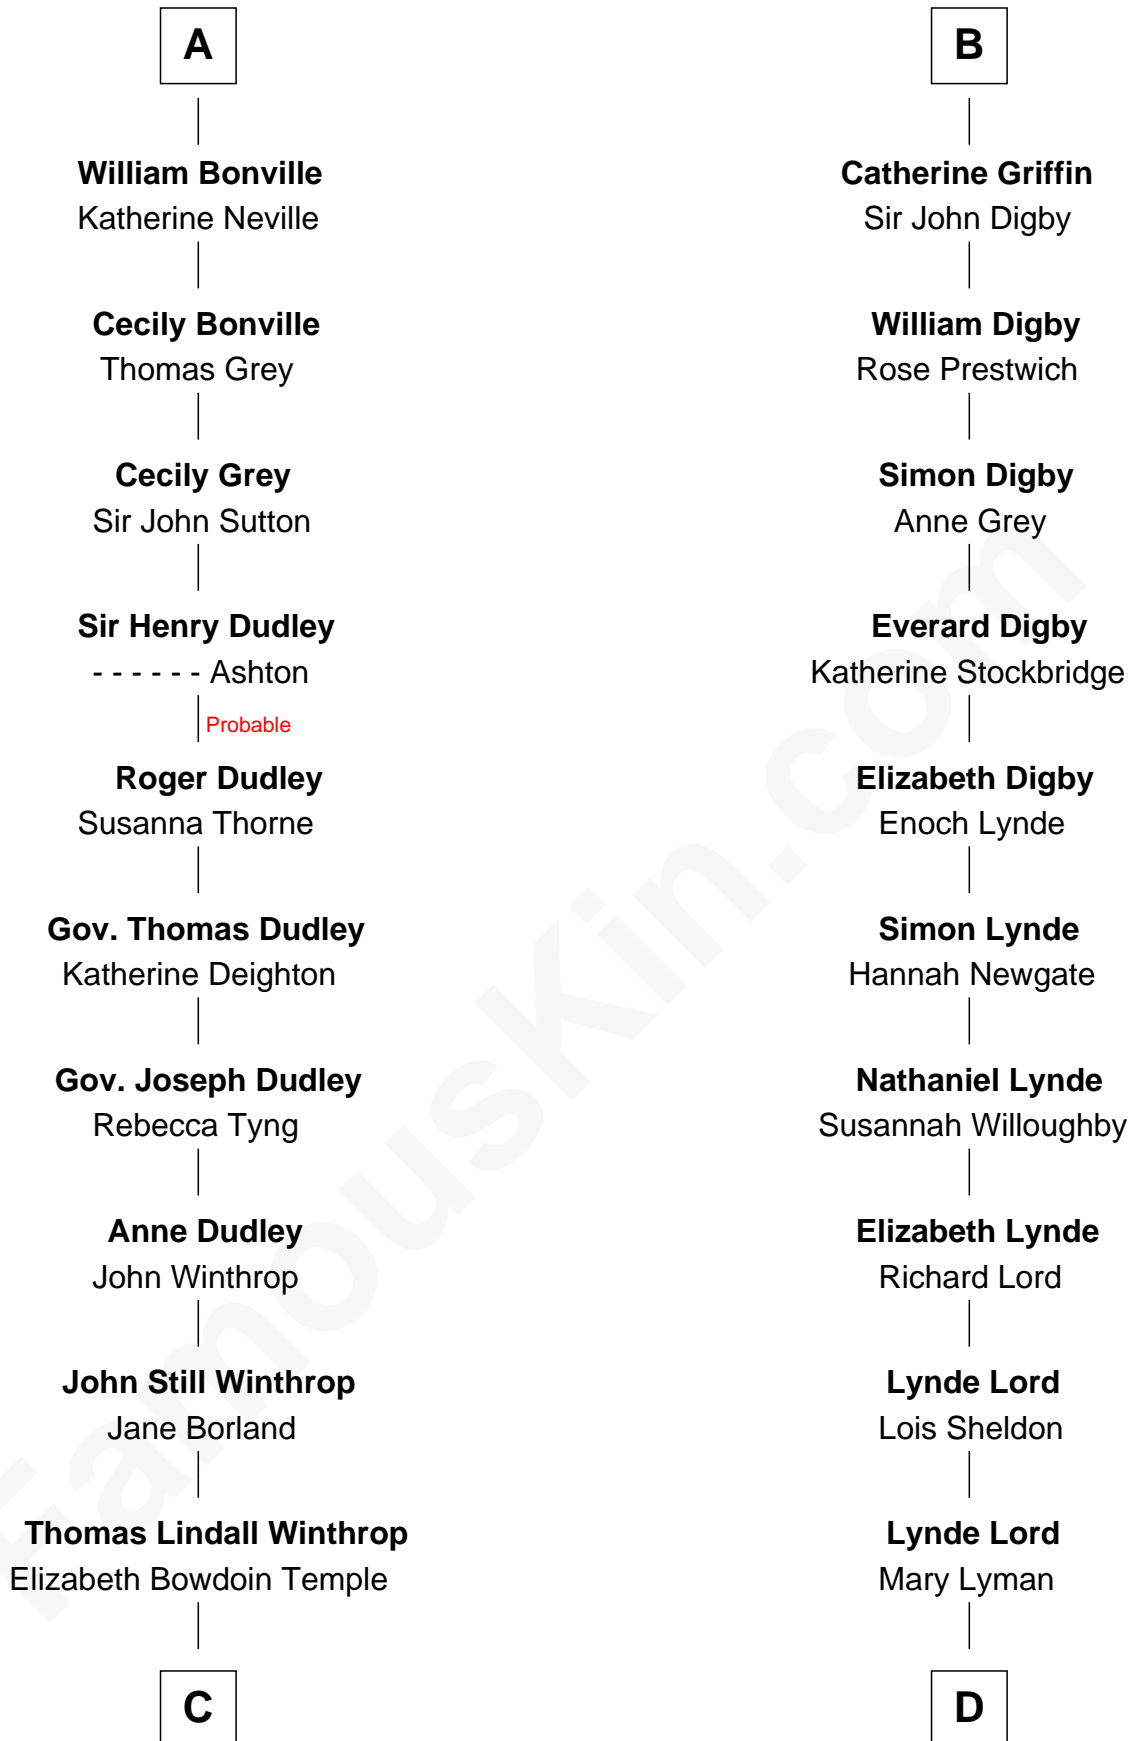 A
William Bonville
Katherine Neville
Cecily Bonville
Thomas Grey
Cecily Grey
Sir John Sutton
Sir Henry Dudley
- - - - - - Ashton
Probable
Roger Dudley
Susanna Thorne
Gov. Thomas Dudley
Katherine Deighton
Gov. Joseph Dudley
Rebecca Tyng
Anne Dudley
John Winthrop
John Still Winthrop
Jane Borland
Thomas Lindall Winthrop
Elizabeth Bowdoin Temple
C
B
Catherine Griffin
Sir John Digby
William Digby
Rose Prestwich
Simon Digby
Anne Grey
Everard Digby
Katherine Stockbridge
Elizabeth Digby
Enoch Lynde
Simon Lynde
Hannah Newgate
Nathaniel Lynde
Susannah Willoughby
Elizabeth Lynde
Richard Lord
Lynde Lord
Lois Sheldon
Lynde Lord
Mary Lyman
D
FamousKin.com